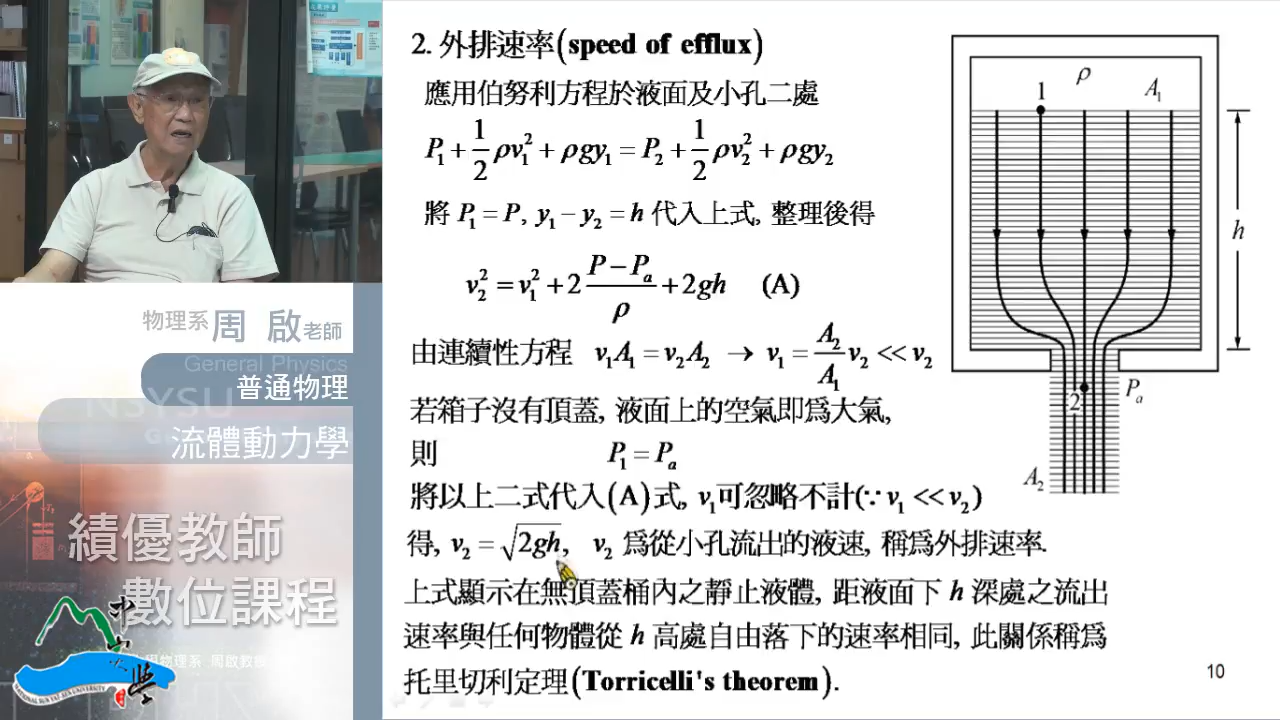 2. 外排速率(speed of efflux)
應用伯努利方程於液面及小孔二處
P₁ + 1/2 ρv₁² + ρgy₁ = P₂ + 1/2 ρv₂² + ρgy₂
將 P₁ = P, y₁ − y₂ = h 代入上式, 整理後得
v₂² = v₁² + 2 (P − Pₐ)/ρ + 2gh (A)
由連續性方程 v₁A₁ = v₂A₂ → v₁ = A₂/A₁ v₂ << v₂
若箱子沒有頂蓋, 液面上的空氣即為大氣,
則 P₁ = Pₐ
將以上二式代入(A)式, v₁可忽略不計(∵ v₁ << v₂)
得, v₂ = √2gh, v₂ 為從小孔流出的液速, 稱為外排速率.
上式顯示在無頂蓋桶內之靜止液體, 距液面下 h 深處之流出
速率與任何物體從 h 高處自由落下的速率相同, 此關係稱為
托里切利定理(Torricelli's theorem).
ρ
1
A₁
h
2
Pₐ
A₂
10
物理系周 啟老師
General Physics
普通物理
NSYSU
流體動力學
績優教師
數位課程